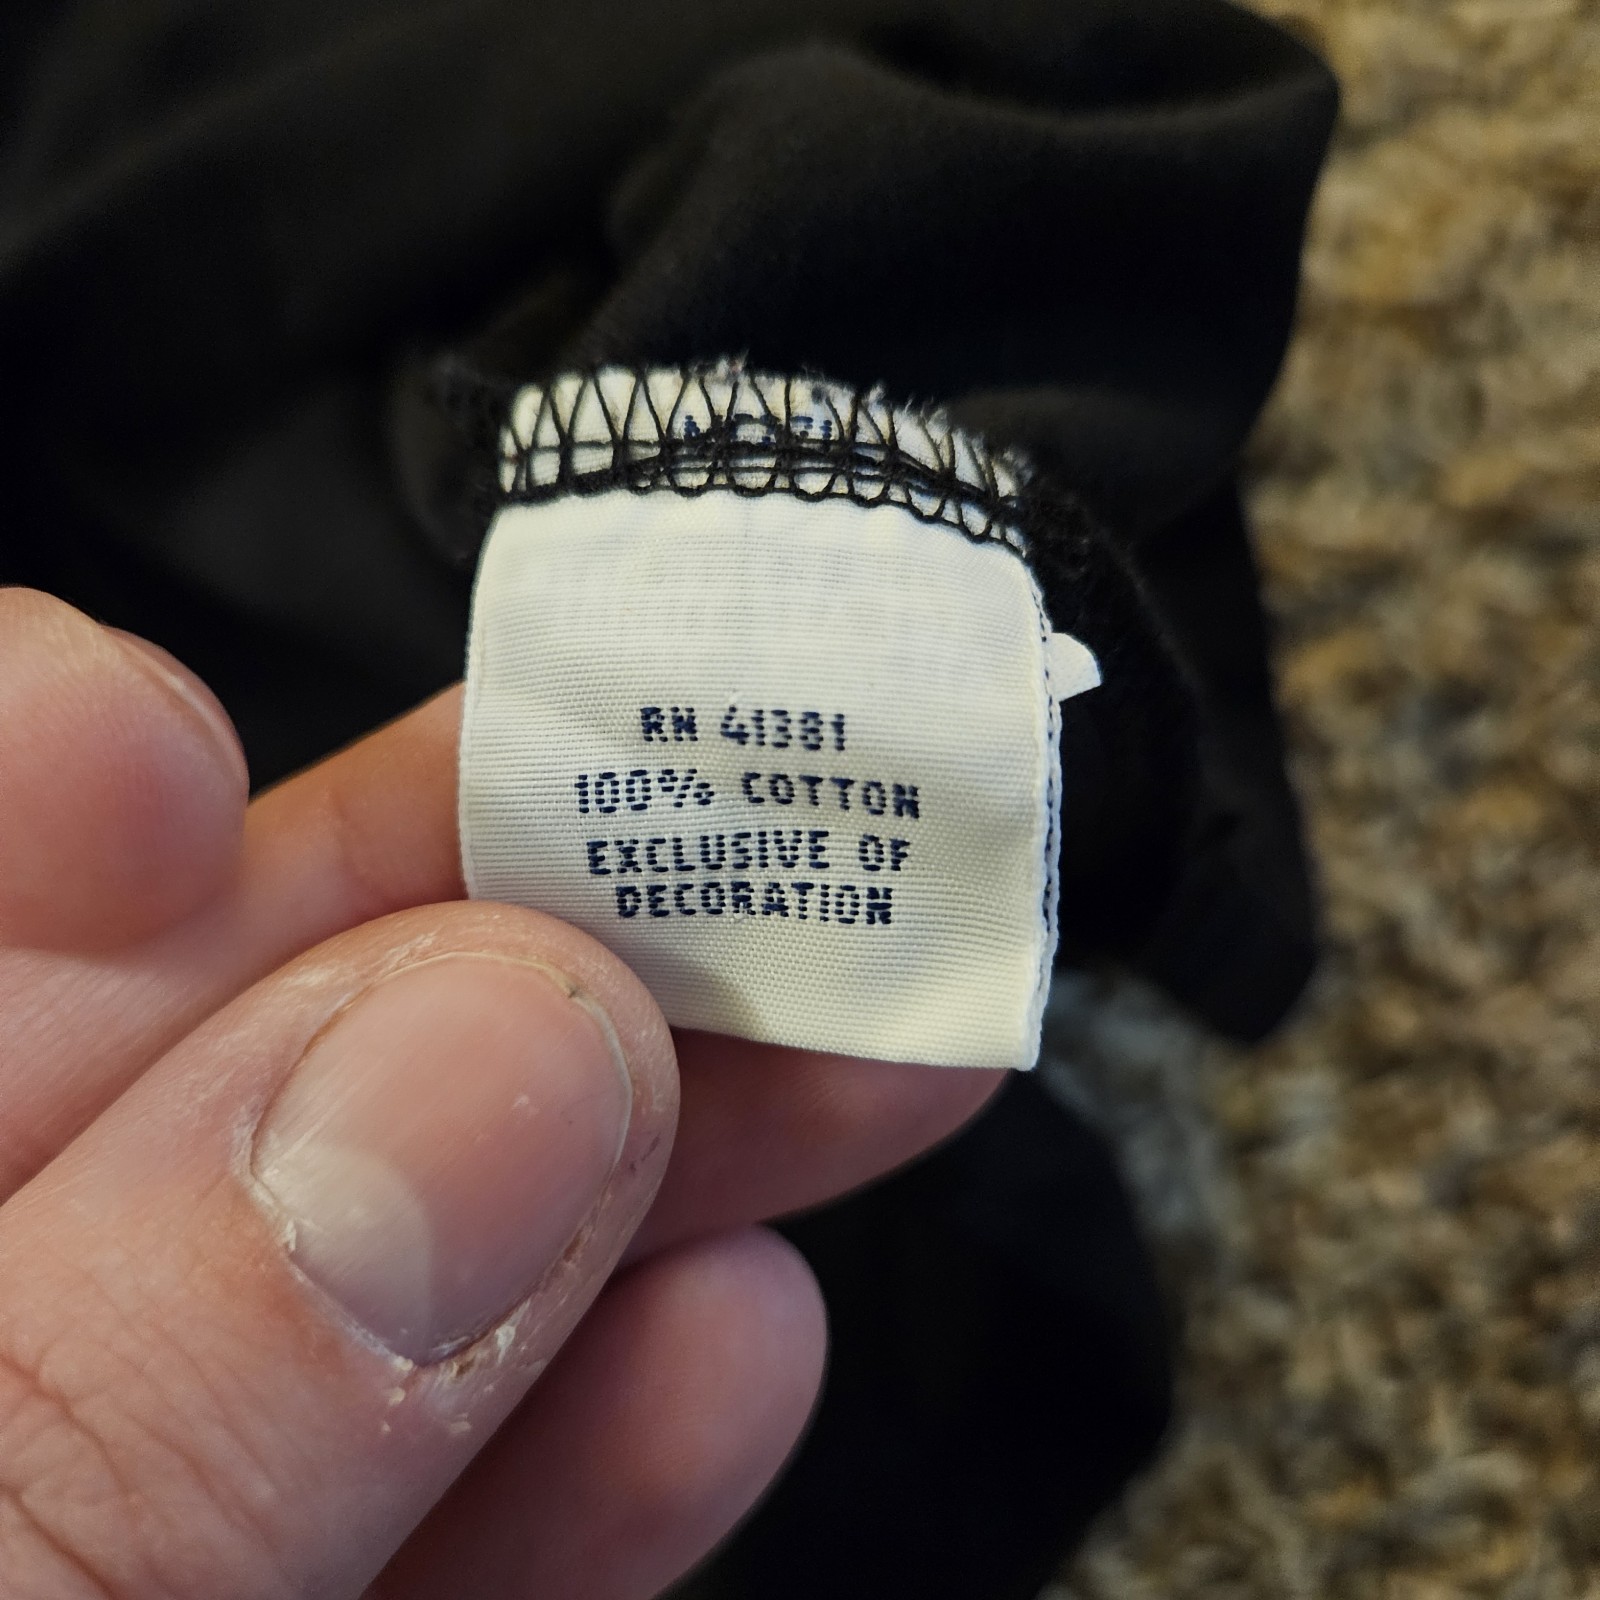 RN 41381
100% COTTON
EXCLUSIVE OF
DECORATION